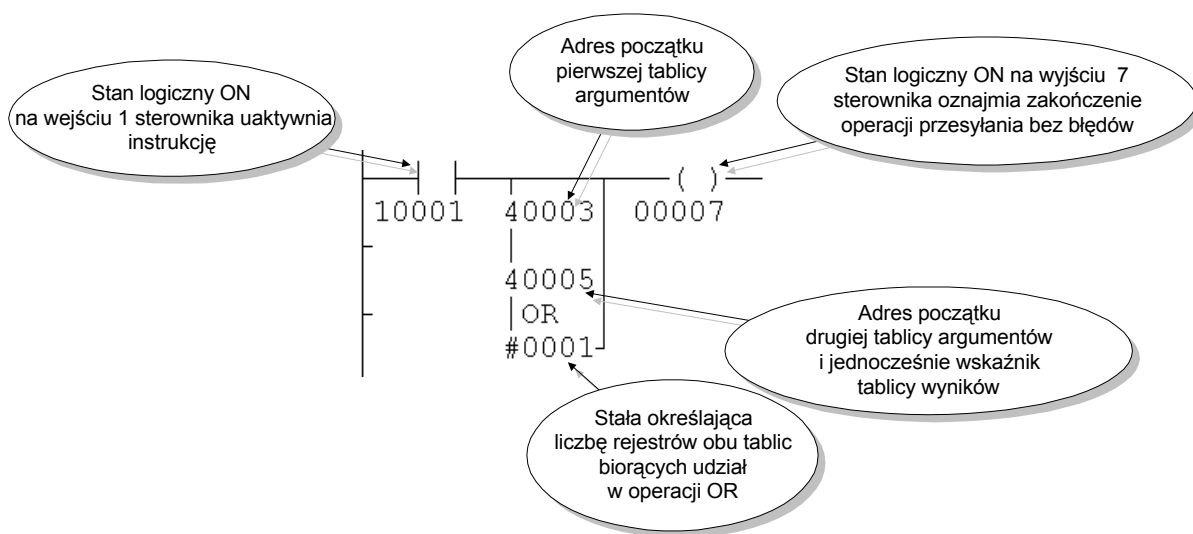 Adres początku
pierwszej tablicy
argumentów
Stan logiczny ON na wyjściu 7
sterownika oznajmia zakończenie
operacji przesyłania bez błędów
Stan logiczny ON
na wejściu 1 sterownika uaktywnia
instrukcję
( )
10001 40003 00007
40005
OR
#0001
Adres początku
drugiej tablicy argumentów
i jednocześnie wskaźnik
tablicy wyników
Stała określająca
liczbę rejestrów obu tablic
biorących udział
w operacji OR